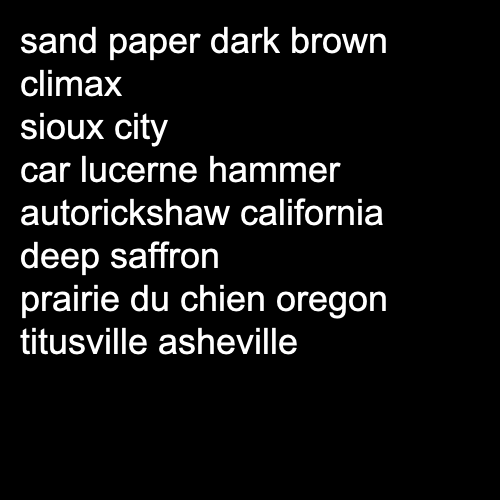 sand paper dark brown
climax
sioux city
car lucerne hammer
autorickshaw california
deep saffron
prairie du chien oregon
titusville asheville